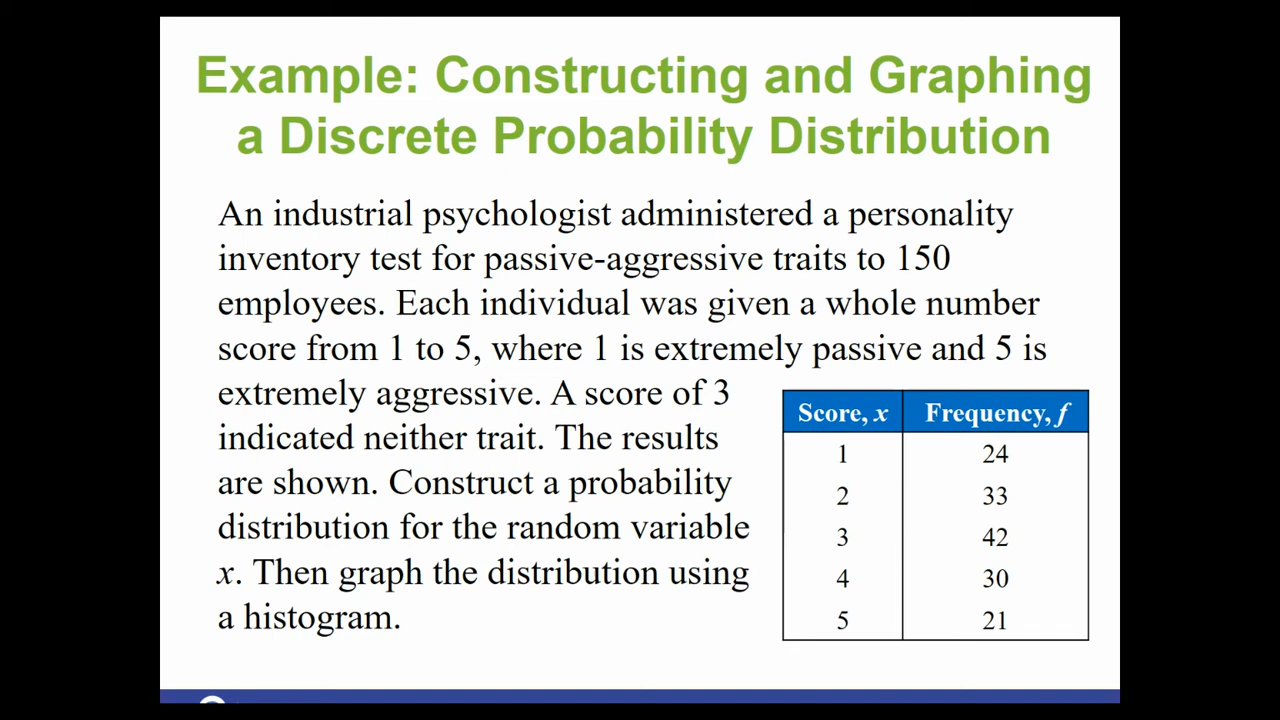 Example: Constructing and Graphing
a Discrete Probability Distribution
An industrial psychologist administered a personality
inventory test for passive-aggressive traits to 150
employees. Each individual was given a whole number
score from 1 to 5, where 1 is extremely passive and 5 is
extremely aggressive. A score of 3
indicated neither trait. The results
are shown. Construct a probability
distribution for the random variable
x. Then graph the distribution using
a histogram.
Score, x Frequency, f
1 24
2 33
3 42
4 30
5 21